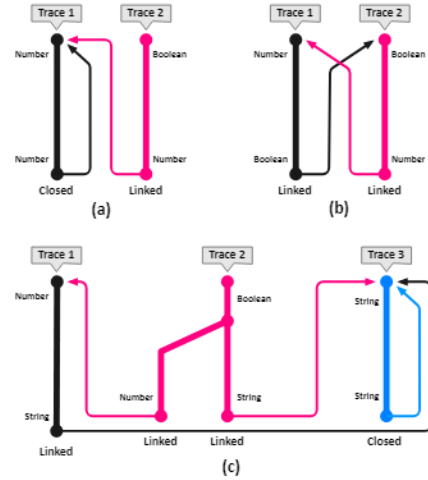 Trace 1 Trace 2
Number Boolean
Number Number
Closed Linked
(a)
Trace 1 Trace 2
Number Boolean
Boolean Number
Linked Linked
(b)
Trace 1 Trace 2 Trace 3
Number Boolean String
Number String String
String
Linked Linked Linked Closed
(c)